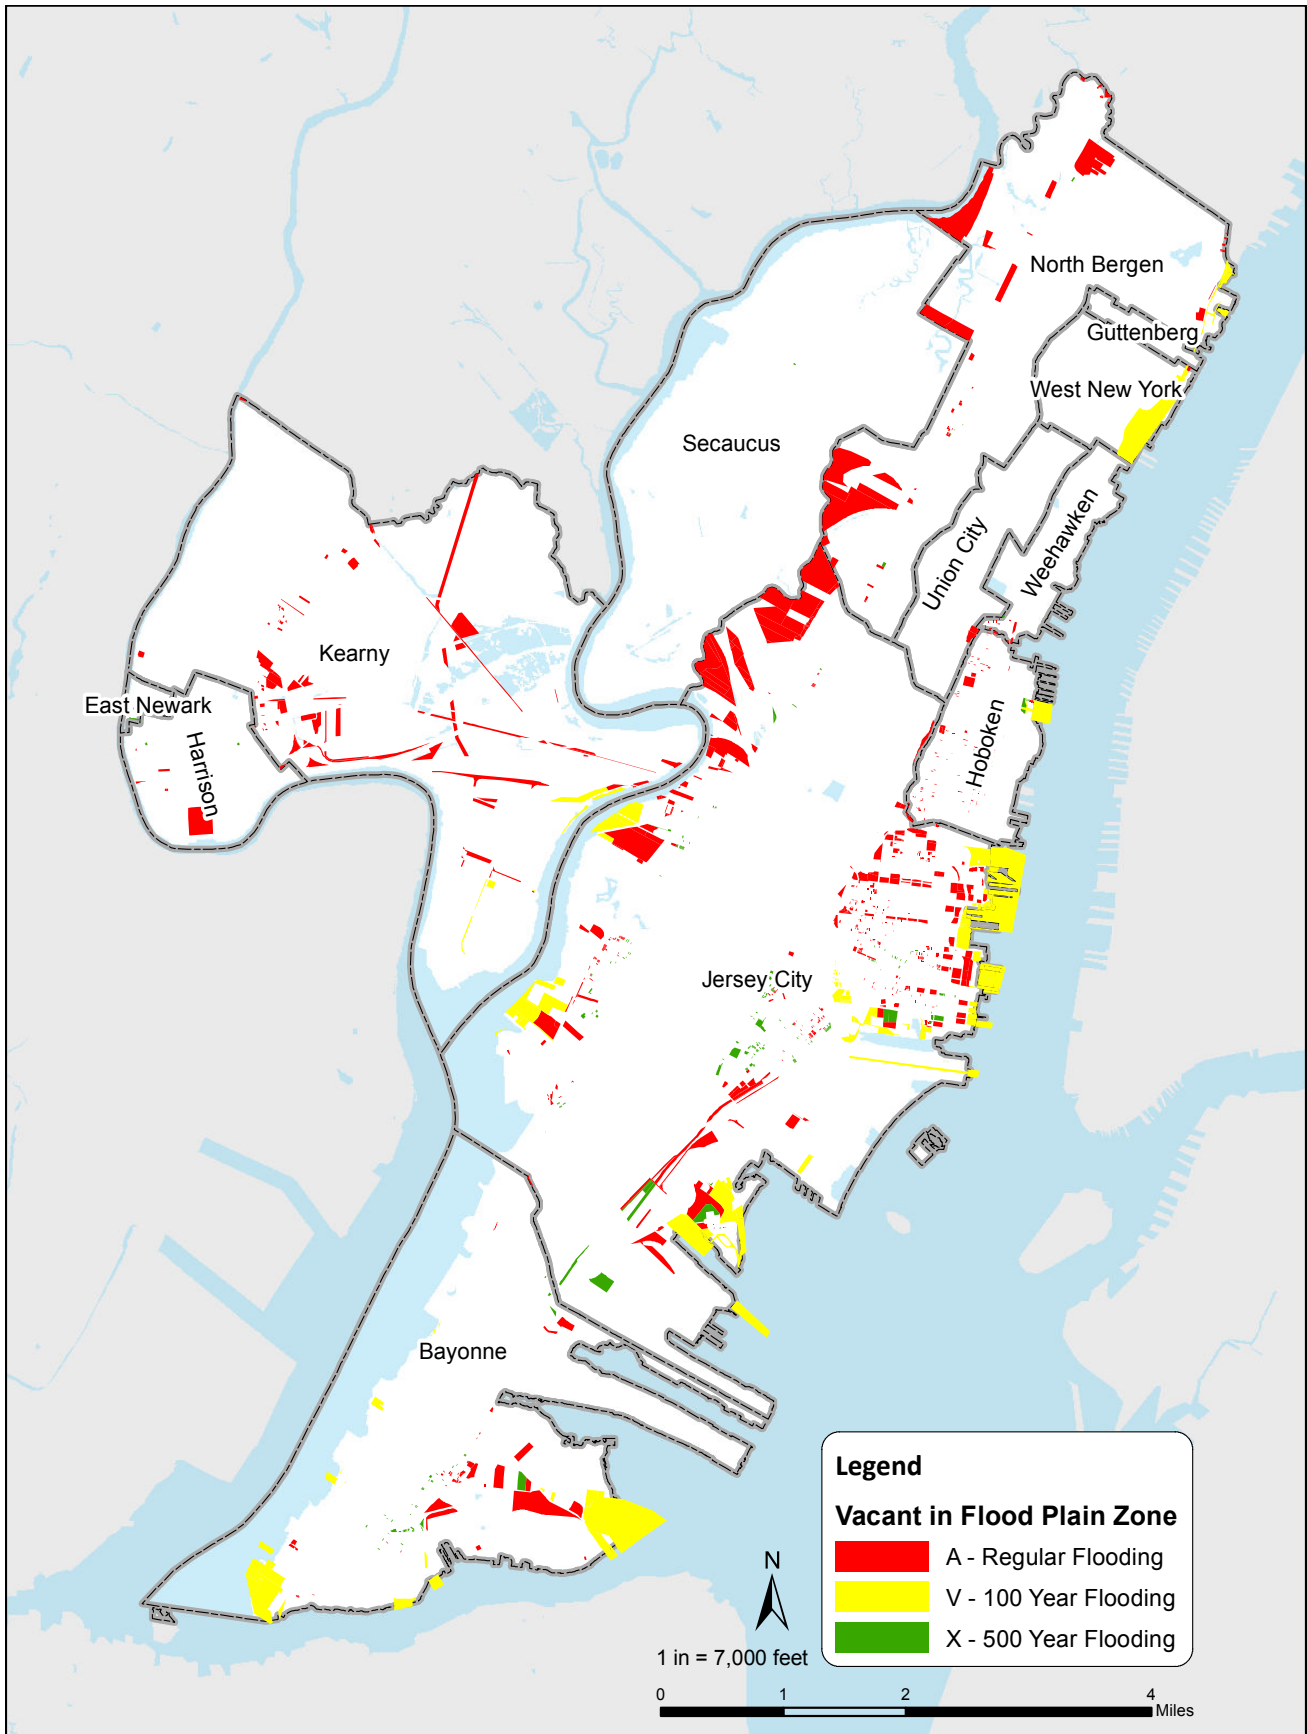 North Bergen
Guttenberg
West New York
Secaucus
Union City
Weehawken
Kearny
East Newark
Harrison
Hoboken
Jersey City
Bayonne
Legend
Vacant in Flood Plain Zone
A - Regular Flooding
V - 100 Year Flooding
X - 500 Year Flooding
N
1 in = 7,000 feet
0 1 2 4
Miles